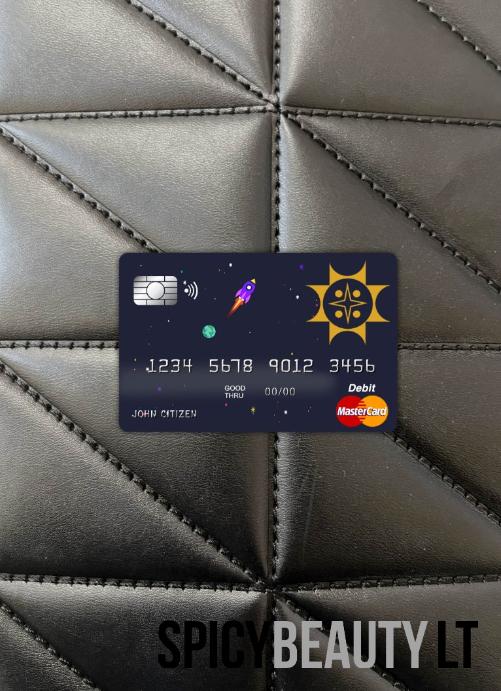 1234 5678 9012 3456
GOOD
THRU
00/00
Debit
JOHN CITIZEN
MasterCard
SPICYBEAUTY LT